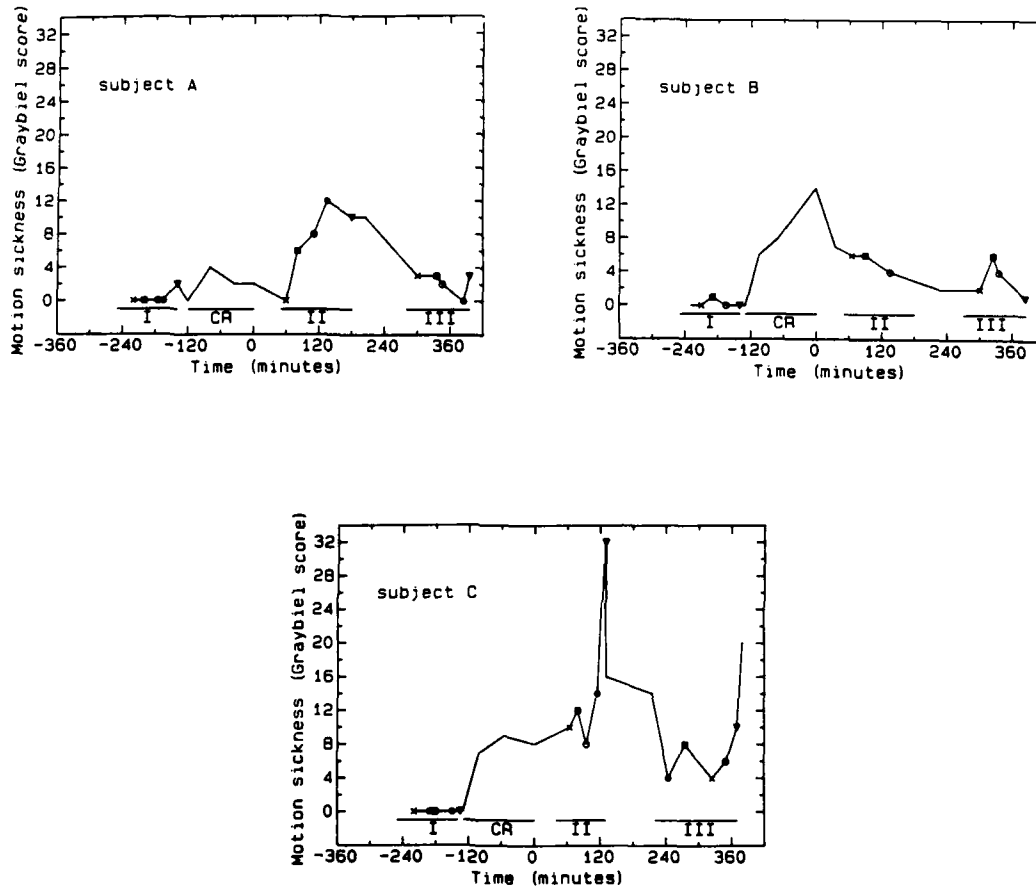 Motion sickness (Graybiel score)
32
28
24
20
16
12
8
4
0
subject A
I CR II III
-360 -240 -120 0 120 240 360
Time (minutes)
Motion sickness (Graybiel score)
32
28
24
20
16
12
8
4
0
subject B
I CR II III
-360 -240 -120 0 120 240 360
Time (minutes)
Motion sickness (Graybiel score)
32
28
24
20
16
12
8
4
0
subject C
I CR II III
-360 -240 -120 0 120 240 360
Time (minutes)